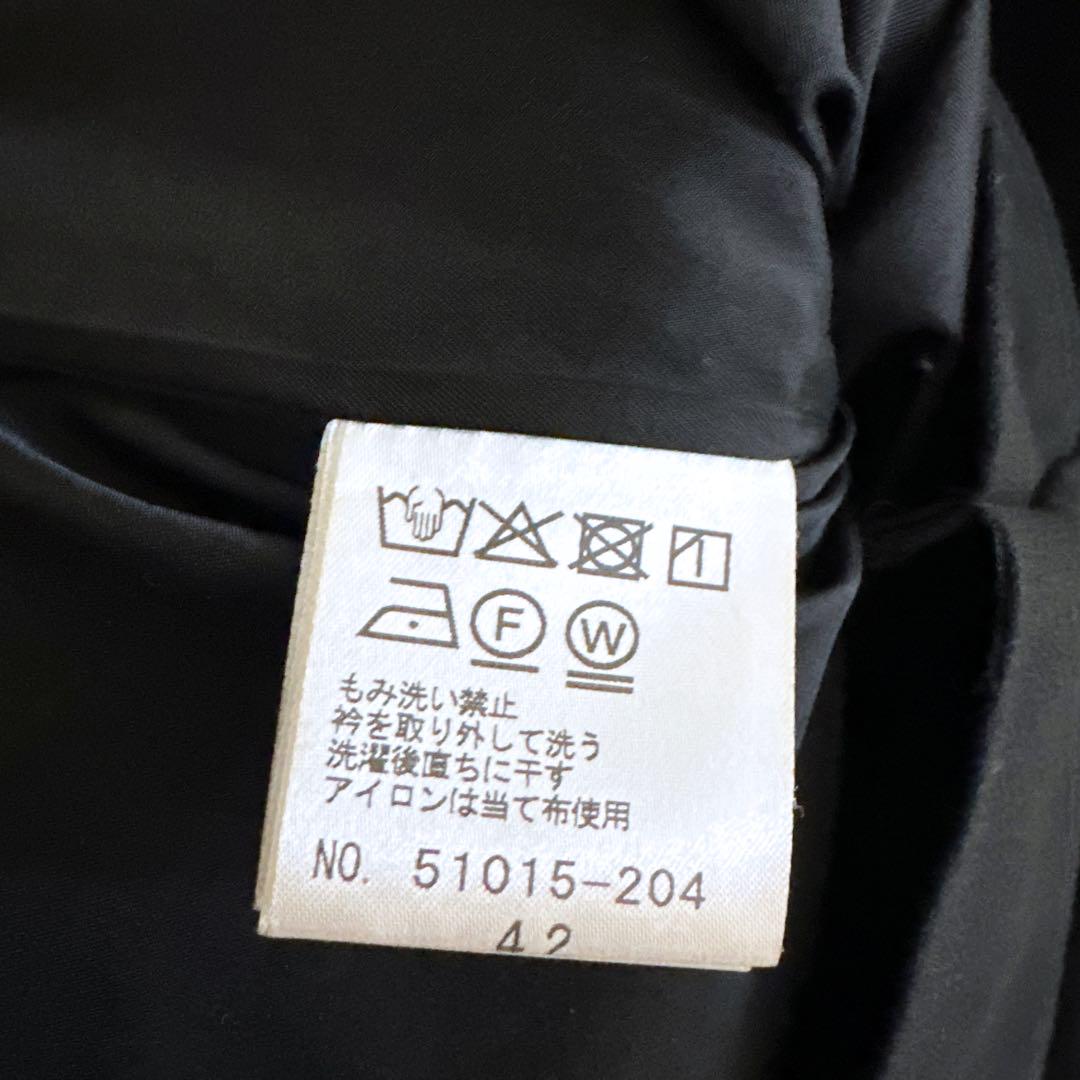 1
F W
もみ洗い禁止
衿を取り外して洗う
洗濯後直ちに干す
アイロンは当て布使用
NO. 51015-204
42